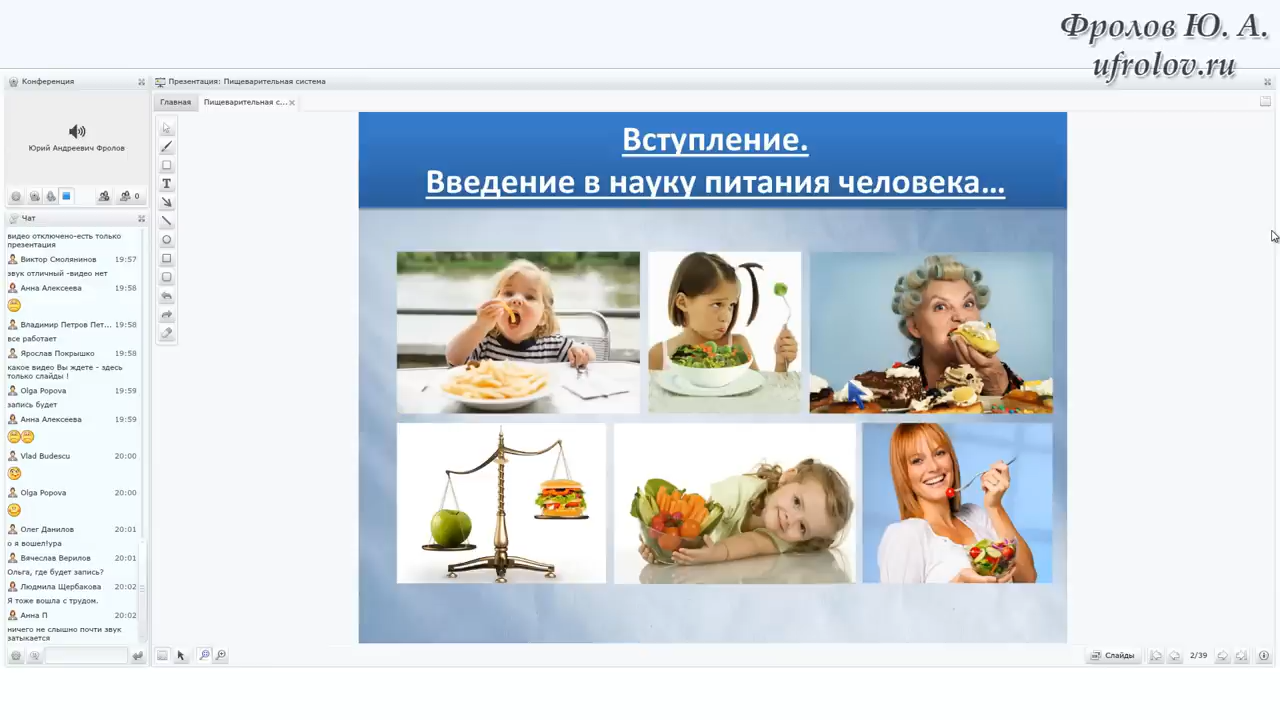 Фролов Ю. А.
ufrolov.ru
Конференция
Презентация: Пищеварительная система
Главная
Пищеварительная с...
Юрий Андреевич Фролов
0
Чат
видео отключено-есть только
презентация
Виктор Смолянинов 19:57
звук отличный -видео нет
Анна Алексеева 19:58
Владимир Петров Пет... 19:58
все работает
Ярослав Покрышко 19:58
какое видео Вы ждете - здесь
только слайды !
Olga Popova 19:59
запись будет
Анна Алексеева 19:59
Vlad Budescu 20:00
Olga Popova 20:00
Олег Данилов 20:01
о я вошел!ура
Вячеслав Верилов 20:01
Ольга, где будет запись?
Людмила Щербакова 20:02
Я тоже вошла с трудом.
Анна П 20:02
ничего не слышно почти звук
затыкается
T
Вступление.
Введение в науку питания человека...
Слайды
2/39